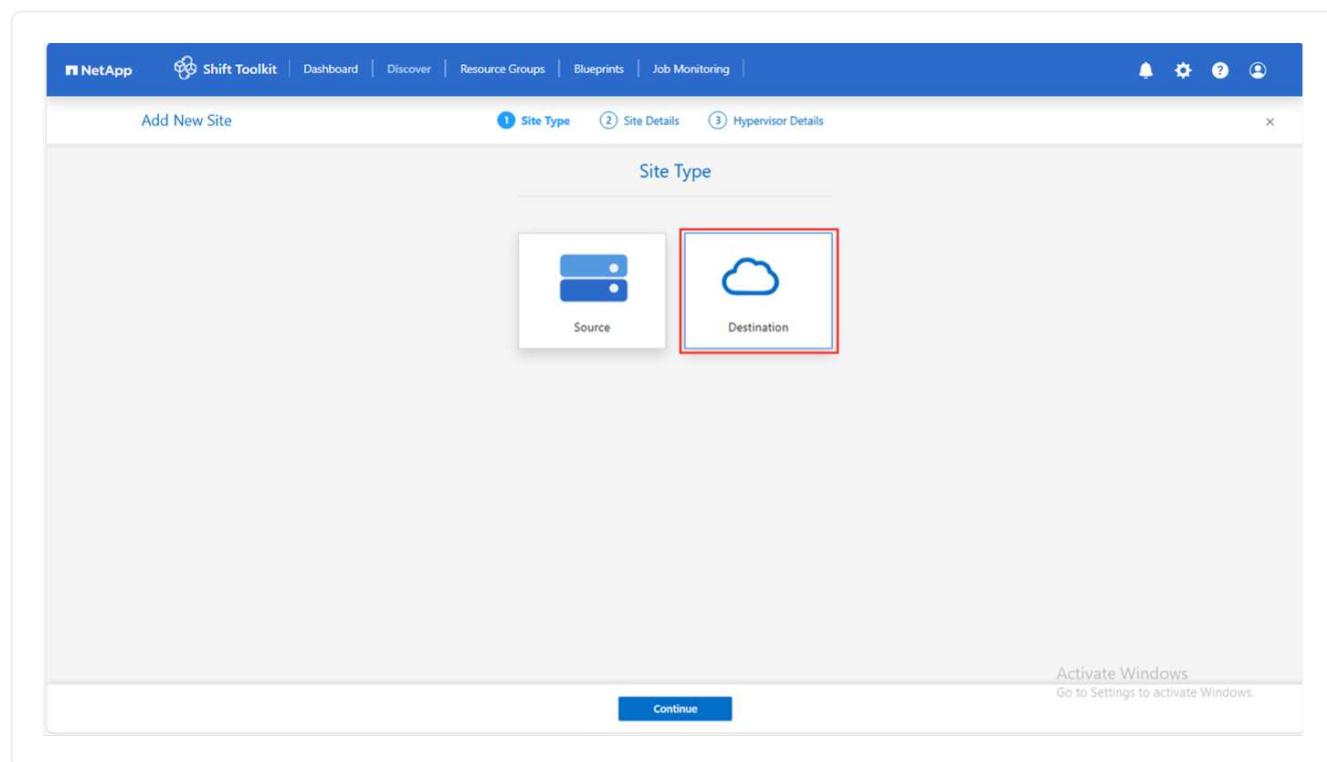 NetApp Shift Toolkit Dashboard Discover Resource Groups Blueprints Job Monitoring ?
Add New Site 1 Site Type 2 Site Details 3 Hypervisor Details ×
Site Type
Source Destination
Activate Windows
Go to Settings to activate Windows.
Continue